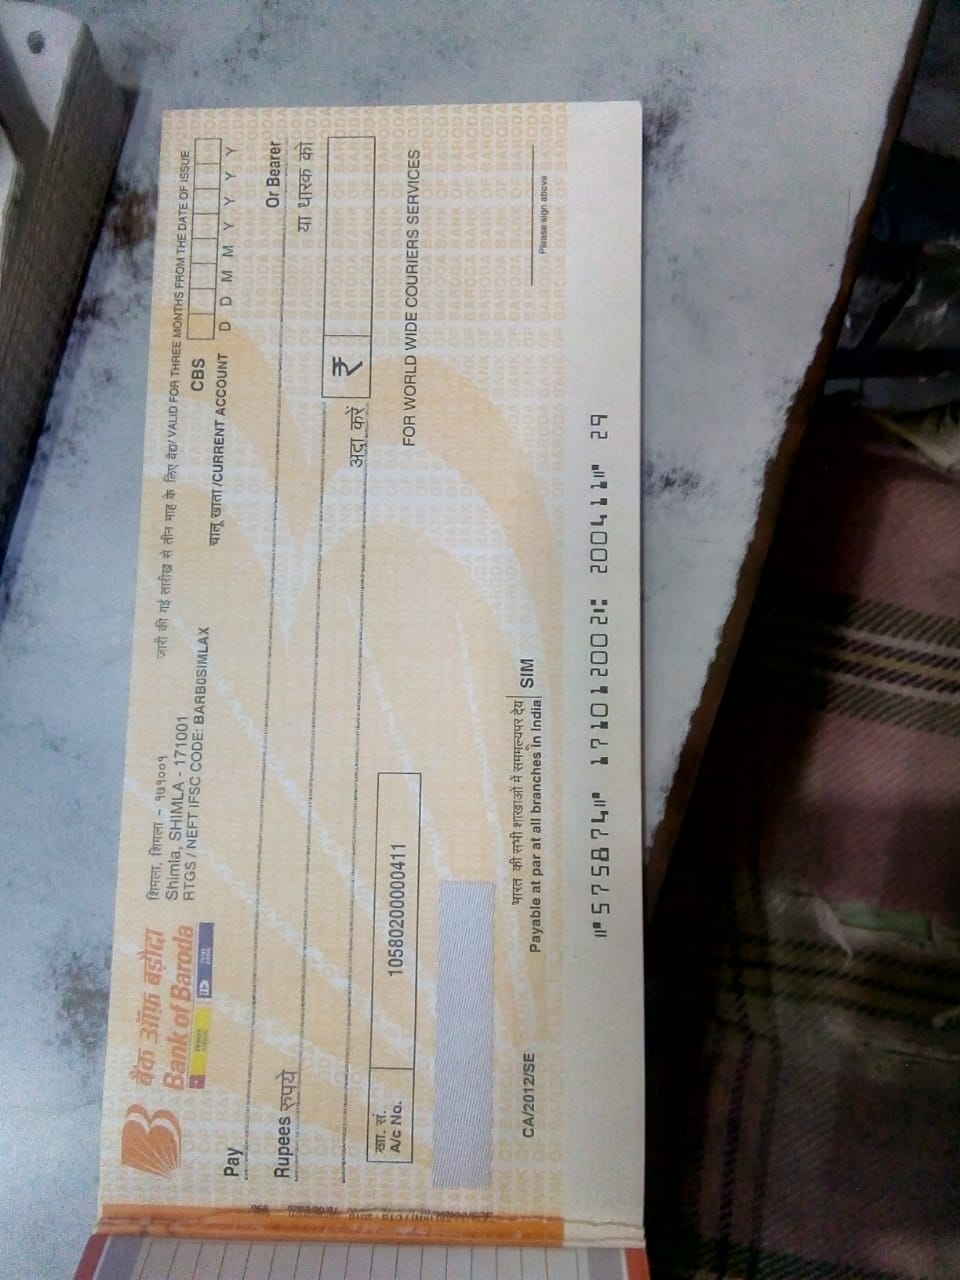 बैंक ऑफ़ बड़ौदा
Bank of Baroda
शिमला, शिमला - १७१००१
Shimla, SHIMLA - 171001
RTGS / NEFT IFSC CODE: BARB0SIMLAX
जारी की गई तारीख से तीन माह के लिए वैद्य/ VALID FOR THREE MONTHS FROM THE DATE OF ISSUE
CBS
चालू खाता /CURRENT ACCOUNT
D D M M Y Y Y Y
Pay
Or Bearer
Rupees रुपये
या धारक को
अदा करें ₹
खा. सं.
A/c No. 10580200000411
FOR WORLD WIDE COURIERS SERVICES
CA/2012/SE
भारत की सभी शाखाओं में सममूल्यपर देय
Payable at par at all branches in India
SIM
Please sign above
⑈575874⑈ 171012002⑆ 200411⑈ 29